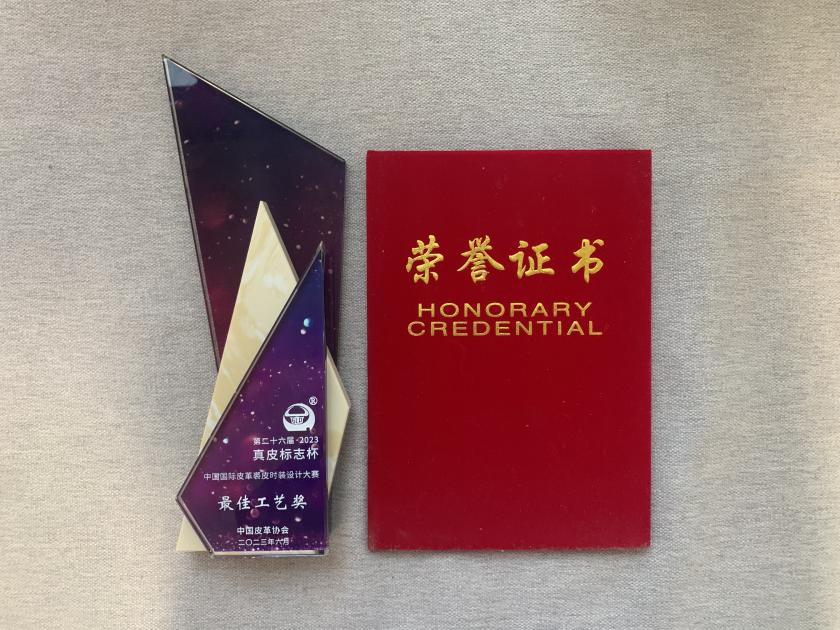 ®
第二十六届·2023
真皮标志杯
中国国际皮革裘皮时装设计大赛
最佳工艺奖
中国皮革协会
二〇二三年六月
荣誉证书
HONORARY
CREDENTIAL